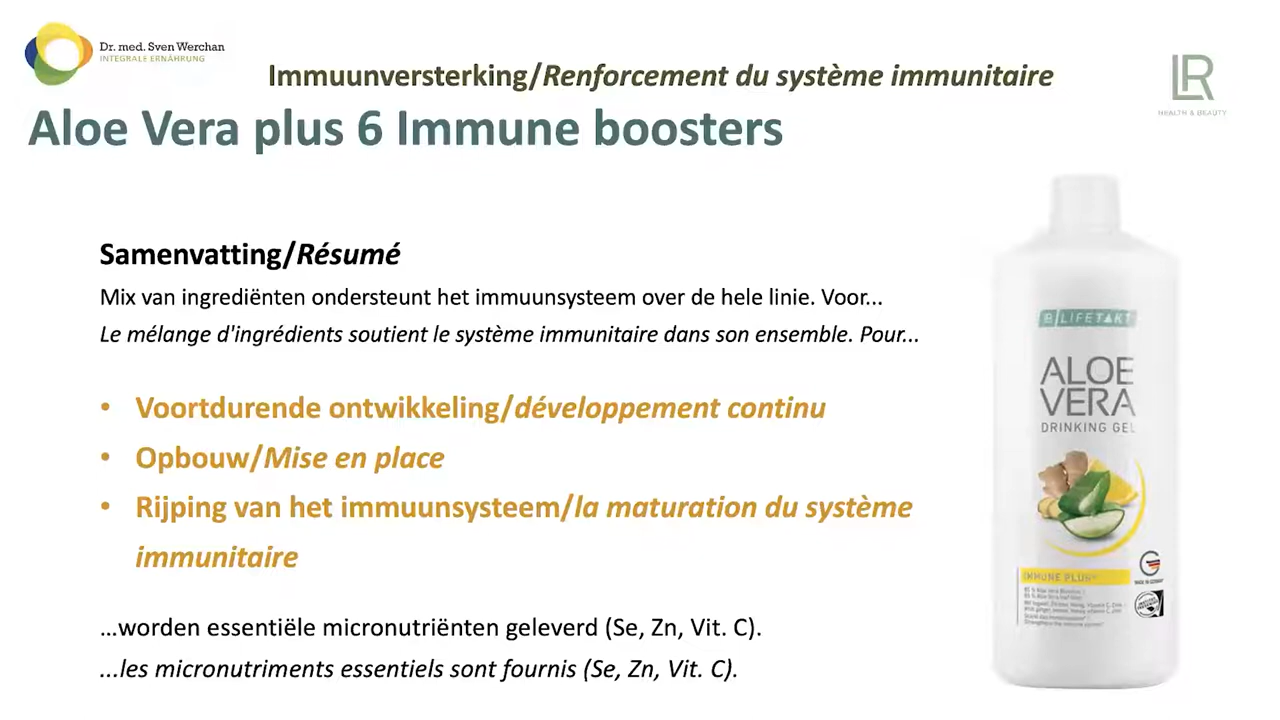 Dr. med. Sven Werchan
INTEGRALE ERNÄHRUNG
Immuunversterking/Renforcement du système immunitaire
LR
HEALTH & BEAUTY
Aloe Vera plus 6 Immune boosters
Samenvatting/Résumé
Mix van ingrediënten ondersteunt het immuunsysteem over de hele linie. Voor...
Le mélange d'ingrédients soutient le système immunitaire dans son ensemble. Pour...
• Voortdurende ontwikkeling/développement continu
• Opbouw/Mise en place
• Rijping van het immuunsysteem/la maturation du système
immunitaire
...worden essentiële micronutriënten geleverd (Se, Zn, Vit. C).
...les micronutriments essentiels sont fournis (Se, Zn, Vit. C).
LR LIFETAKT
ALOE
VERA
DRINKING GEL
IMMUNE PLUS
MADE IN GERMANY